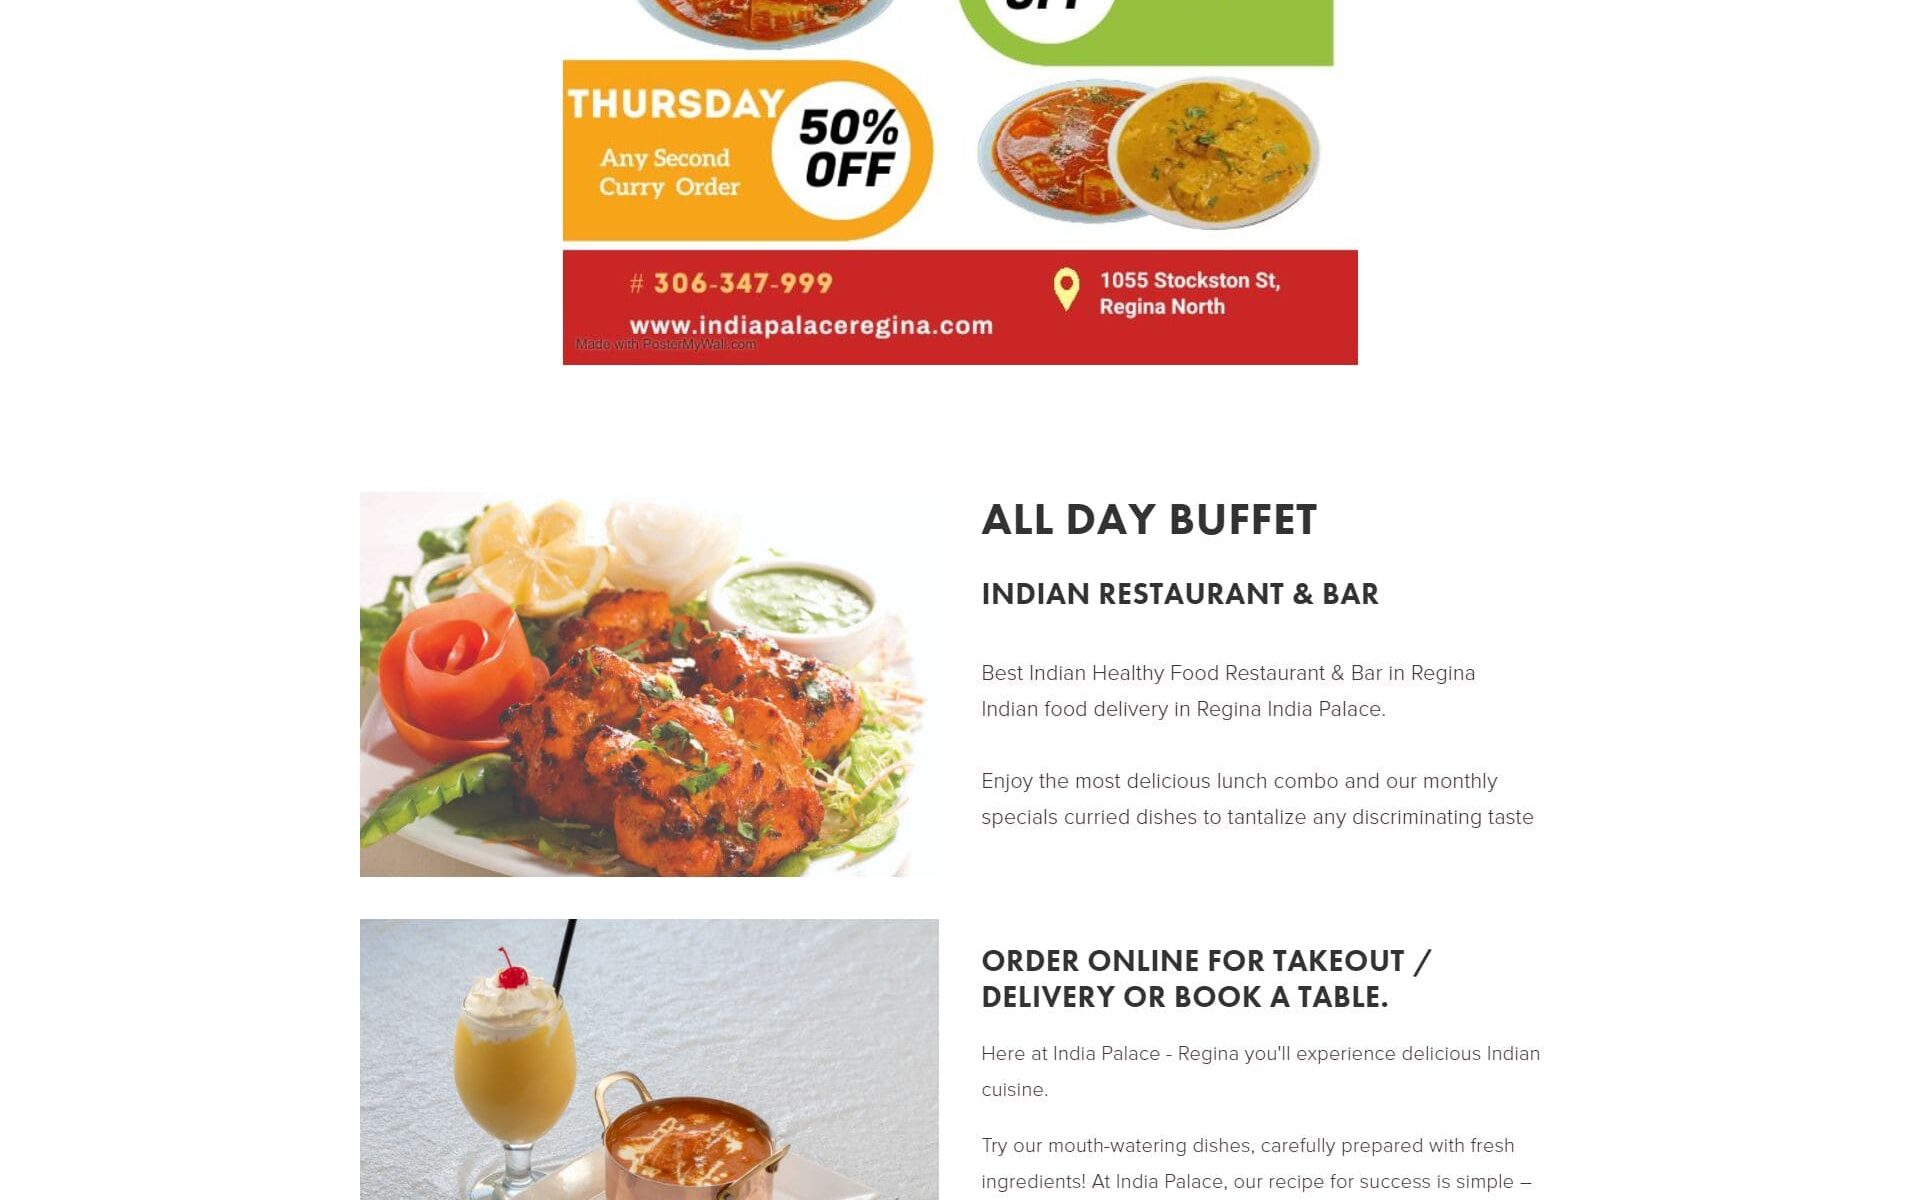 OFF
THURSDAY
50%
OFF
Any Second
Curry Order
# 306-347-999
www.indiapalaceregina.com
Made with PosterMyWall.com
1055 Stockston St,
Regina North
ALL DAY BUFFET
INDIAN RESTAURANT & BAR
Best Indian Healthy Food Restaurant & Bar in Regina
Indian food delivery in Regina India Palace.
Enjoy the most delicious lunch combo and our monthly
specials curried dishes to tantalize any discriminating taste
ORDER ONLINE FOR TAKEOUT /
DELIVERY OR BOOK A TABLE.
Here at India Palace - Regina you'll experience delicious Indian
cuisine.
Try our mouth-watering dishes, carefully prepared with fresh
ingredients! At India Palace, our recipe for success is simple –